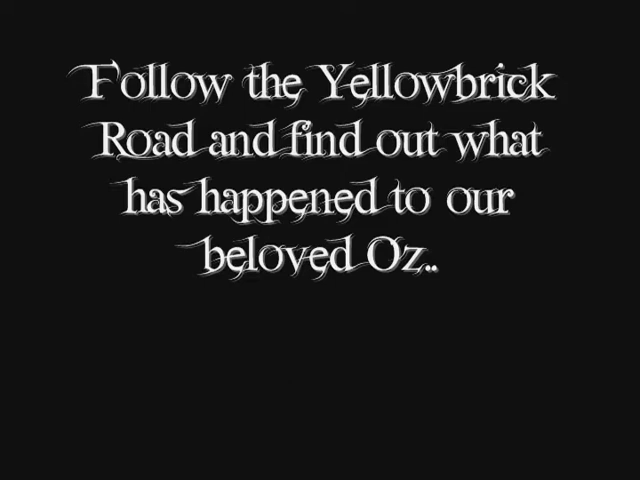 Follow the Yellowbrick
Road and find out what
has happened to our
beloved Oz..